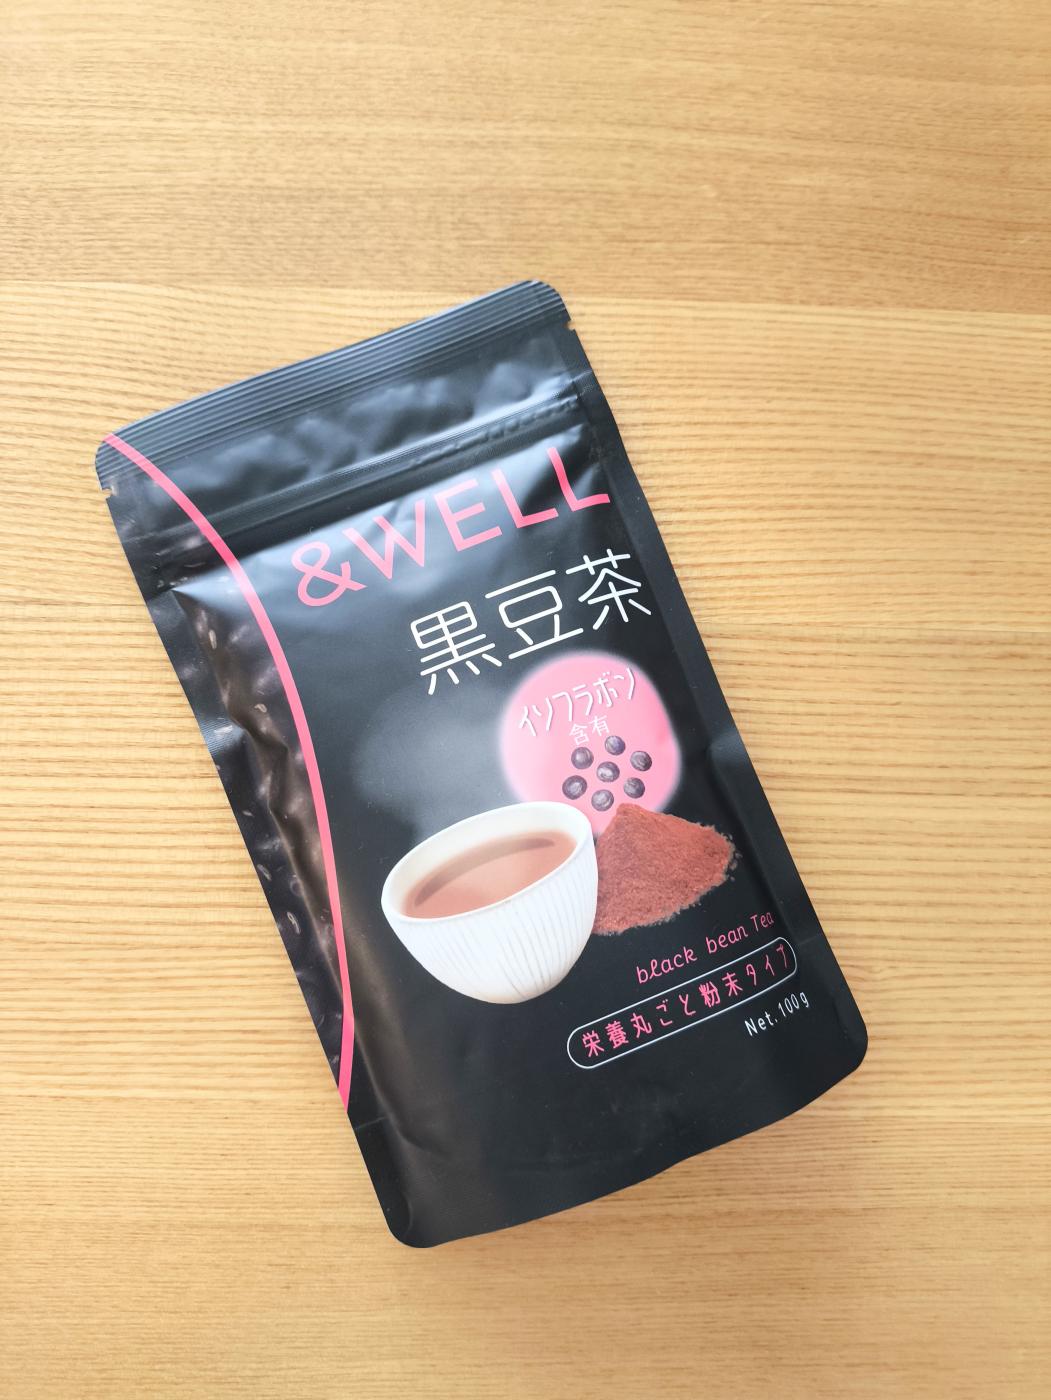 &WELL
黒豆茶
イソフラボン
含有
black bean Tea
栄養丸ごと粉末タイプ
Net.100g